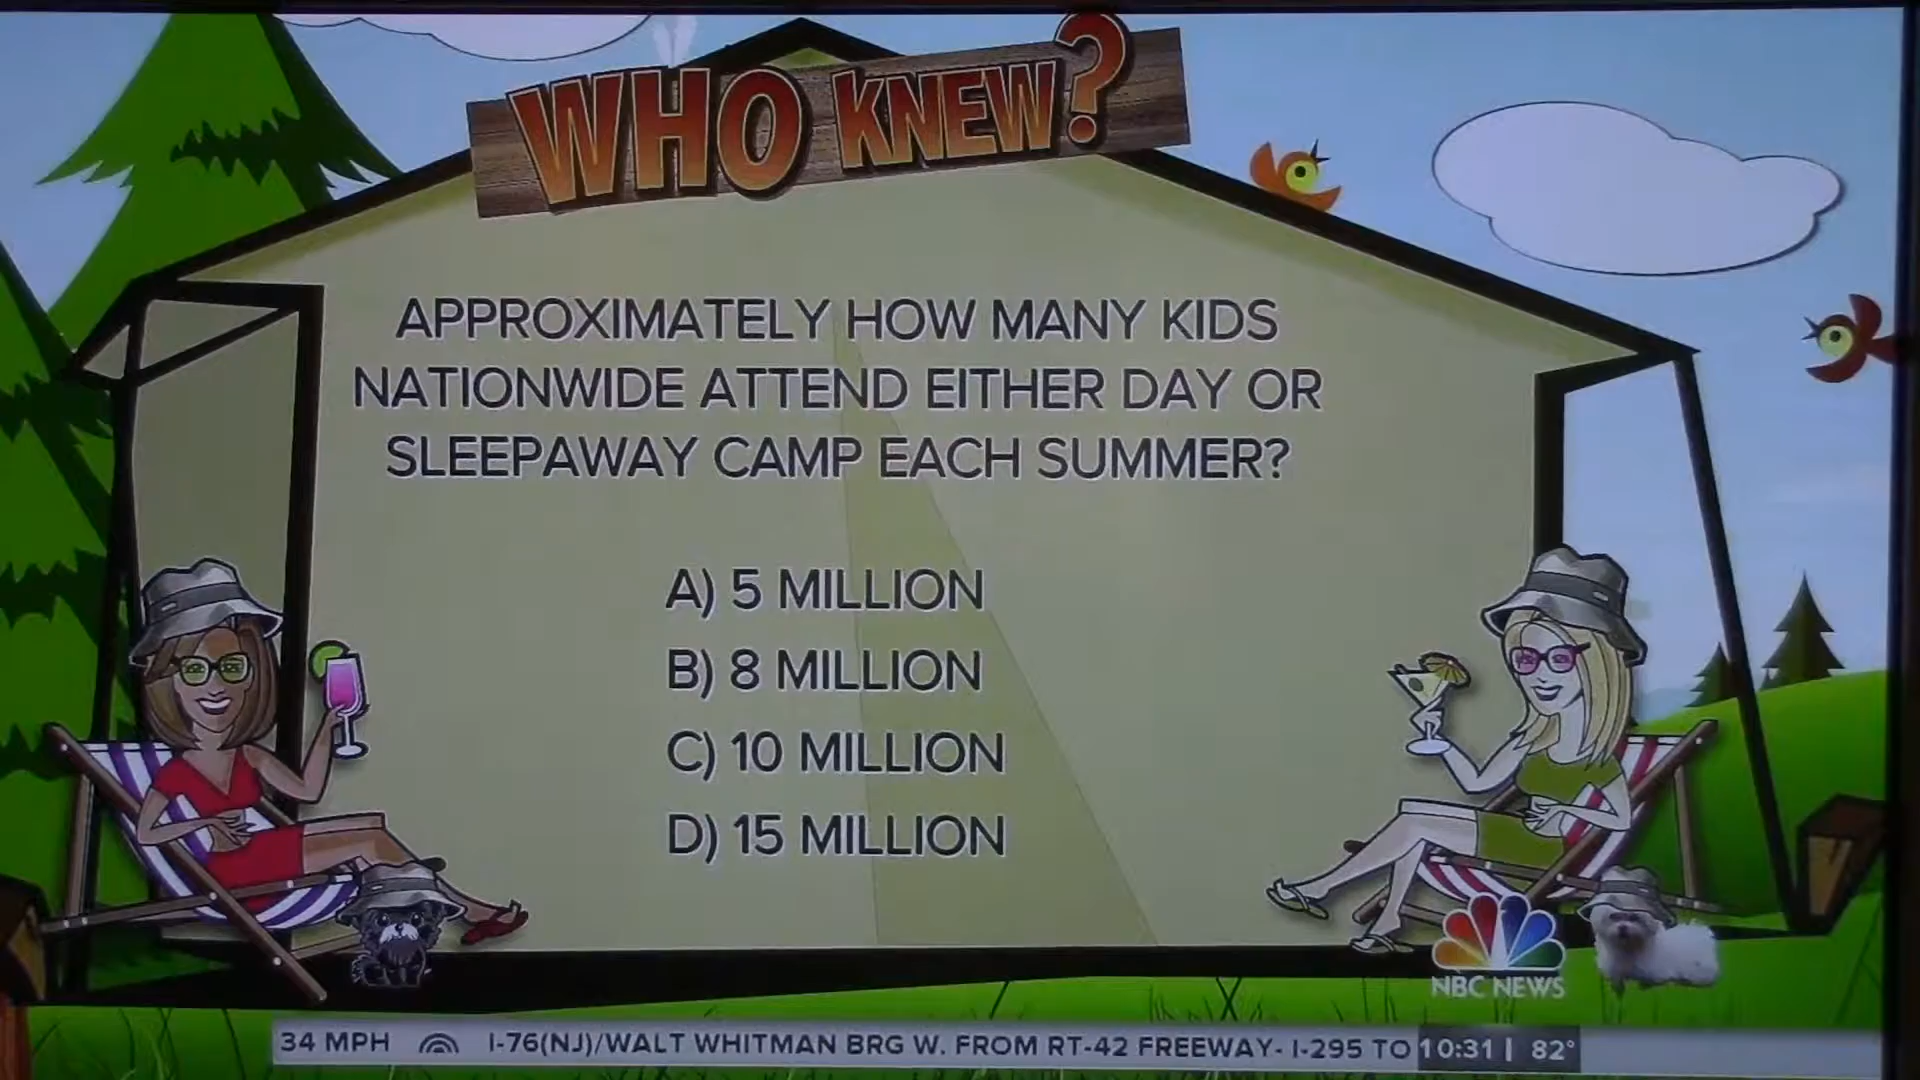 WHO KNEW?
APPROXIMATELY HOW MANY KIDS
NATIONWIDE ATTEND EITHER DAY OR
SLEEPAWAY CAMP EACH SUMMER?
A) 5 MILLION
B) 8 MILLION
C) 10 MILLION
D) 15 MILLION
NBC NEWS
34 MPH I-76(NJ)/WALT WHITMAN BRG W. FROM RT-42 FREEWAY- I-295 TO 10:31 | 82°